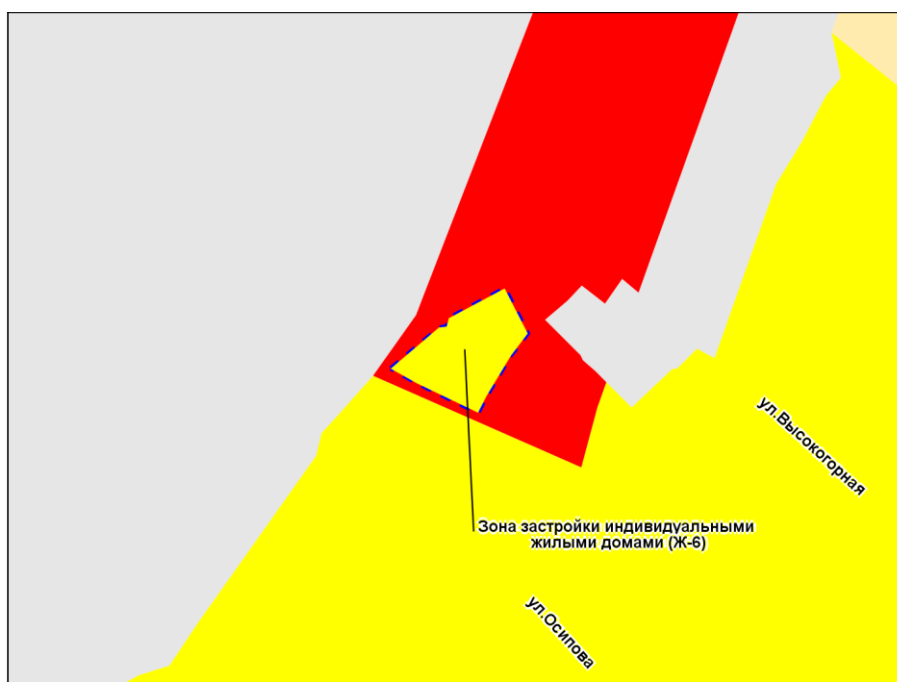 ул.Высокогорная
Зона застройки индивидуальными
жилыми домами (Ж-6)
ул.Осипова